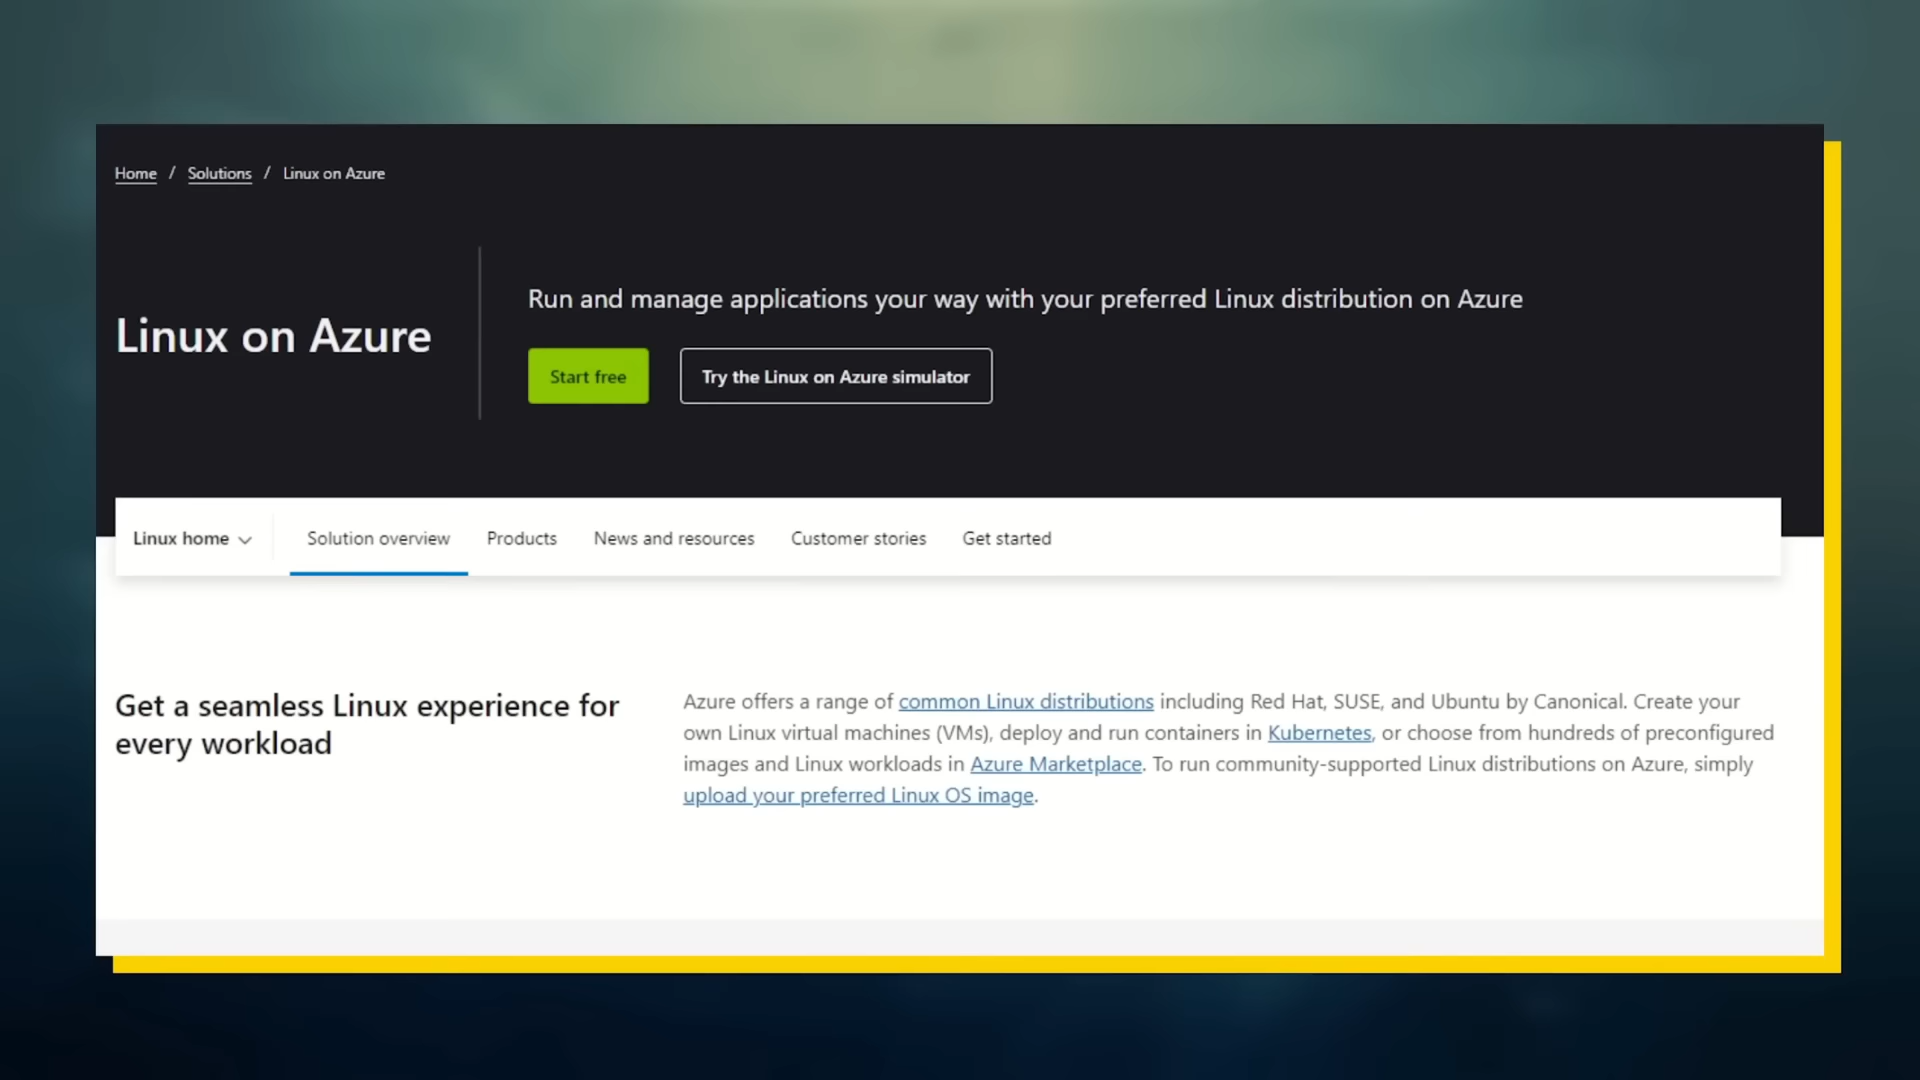 Home / Solutions / Linux on Azure
Linux on Azure
Run and manage applications your way with your preferred Linux distribution on Azure
Start free
Try the Linux on Azure simulator
Linux home
Solution overview
Products
News and resources
Customer stories
Get started
Get a seamless Linux experience for
every workload
Azure offers a range of common Linux distributions including Red Hat, SUSE, and Ubuntu by Canonical. Create your
own Linux virtual machines (VMs), deploy and run containers in Kubernetes, or choose from hundreds of preconfigured
images and Linux workloads in Azure Marketplace. To run community-supported Linux distributions on Azure, simply
upload your preferred Linux OS image.